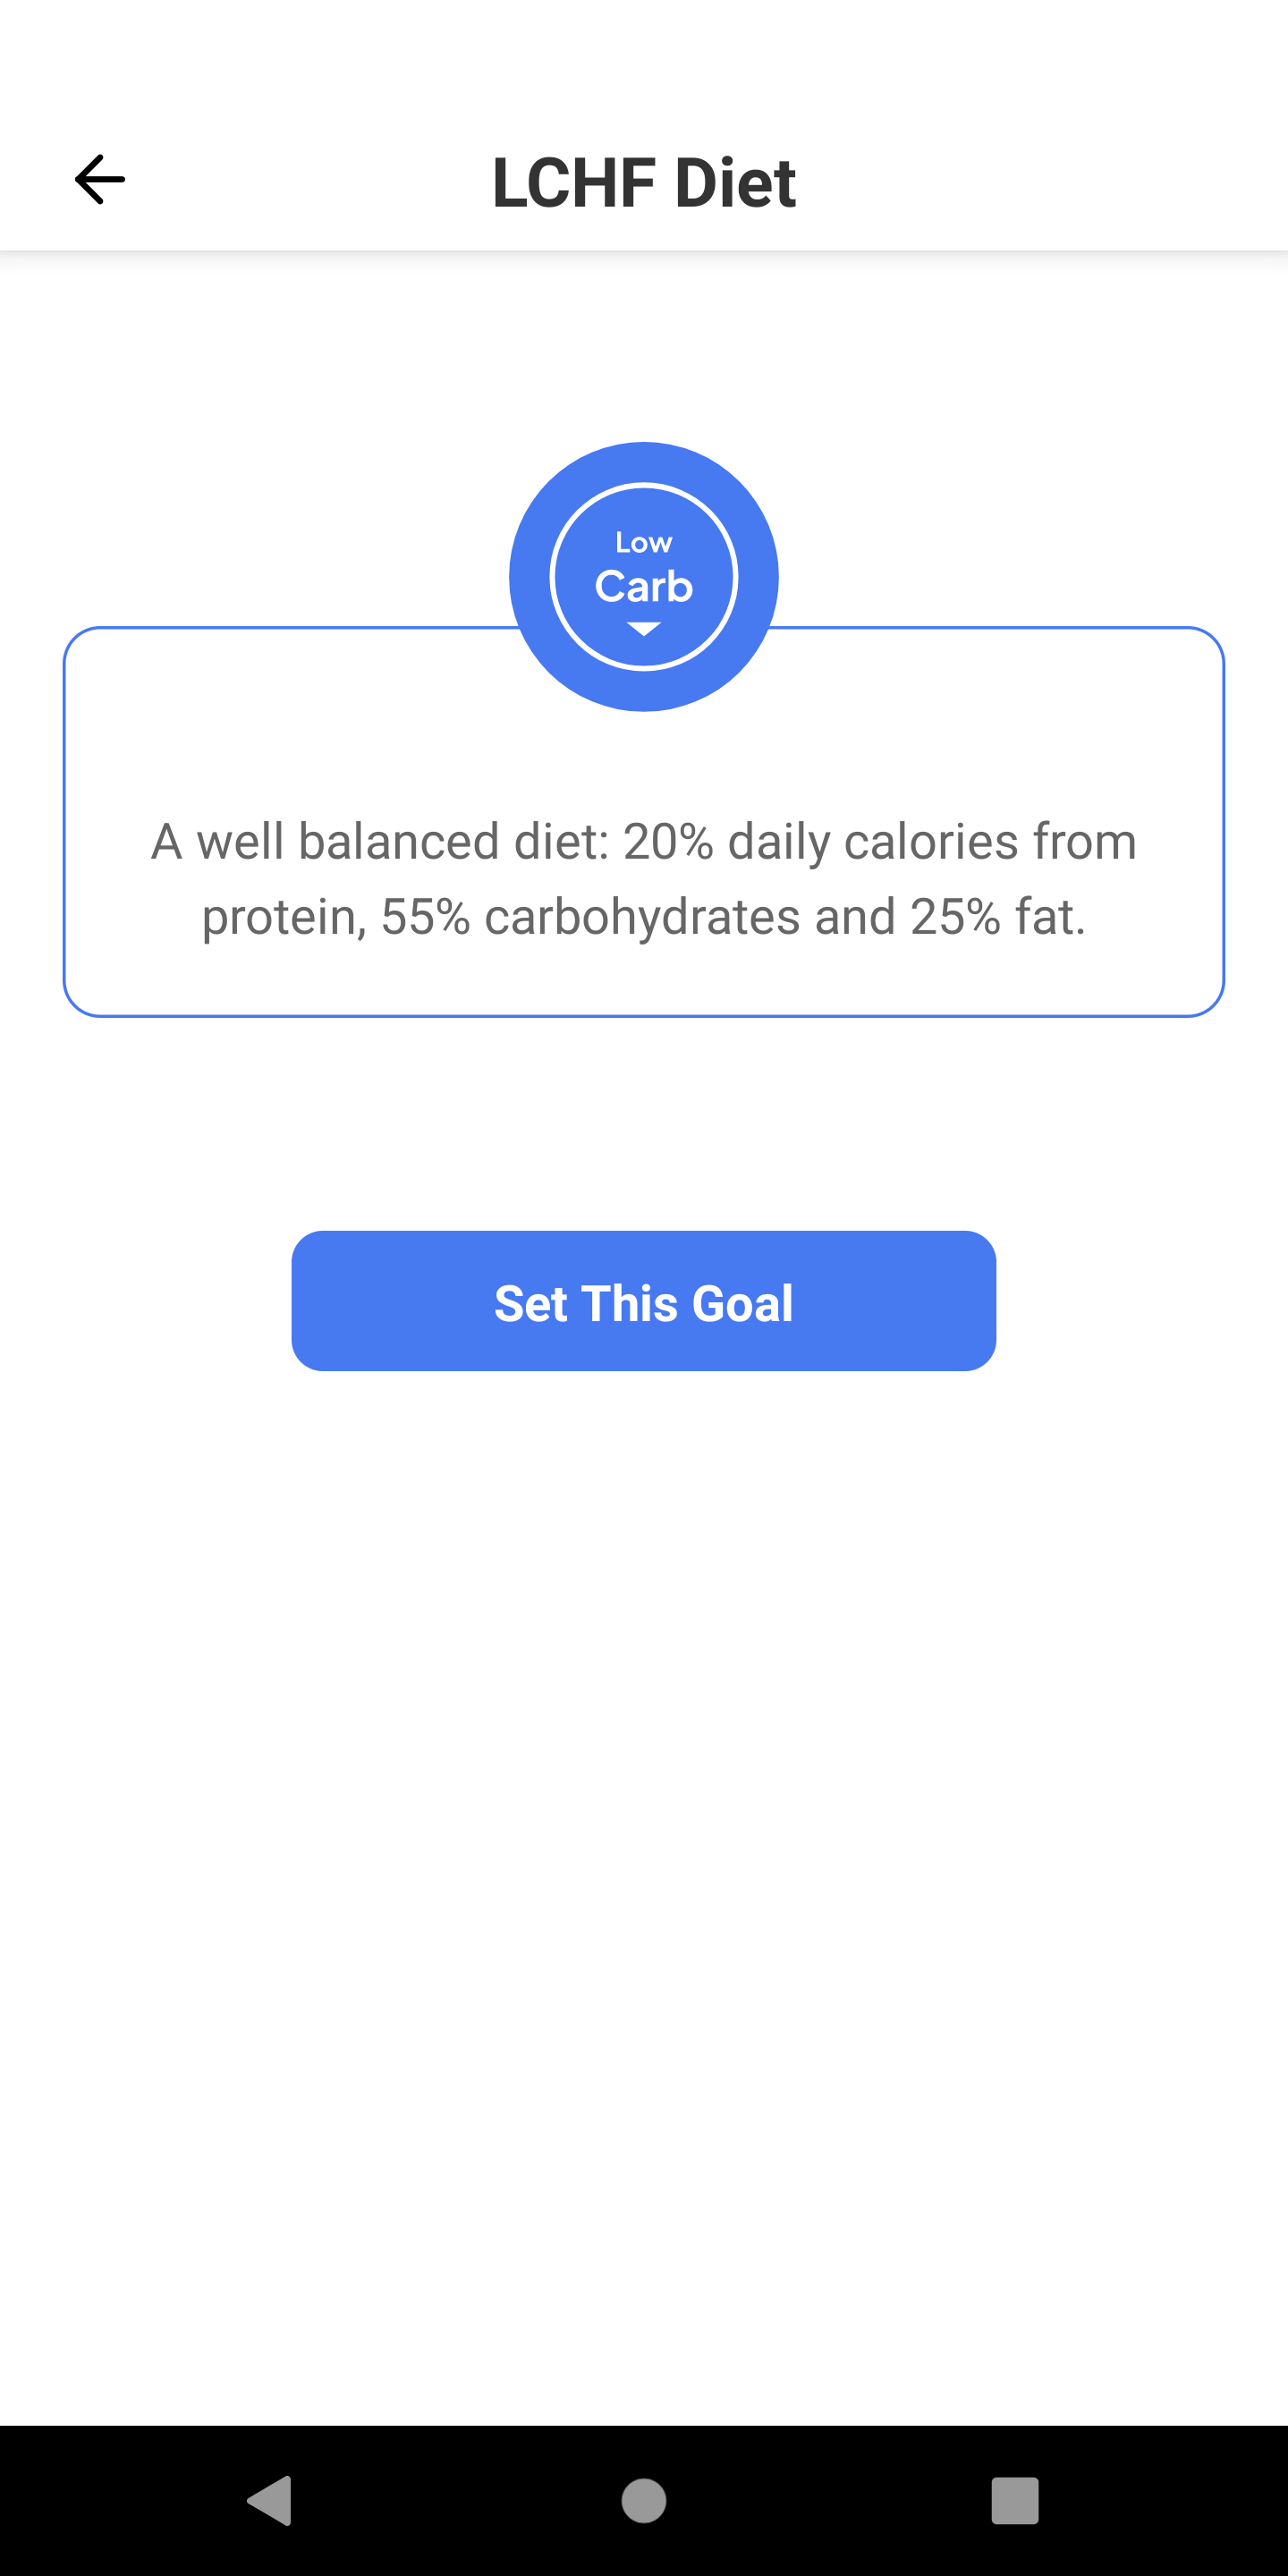 LCHF Diet
Low
Carb
A well balanced diet: 20% daily calories from
protein, 55% carbohydrates and 25% fat.
Set This Goal